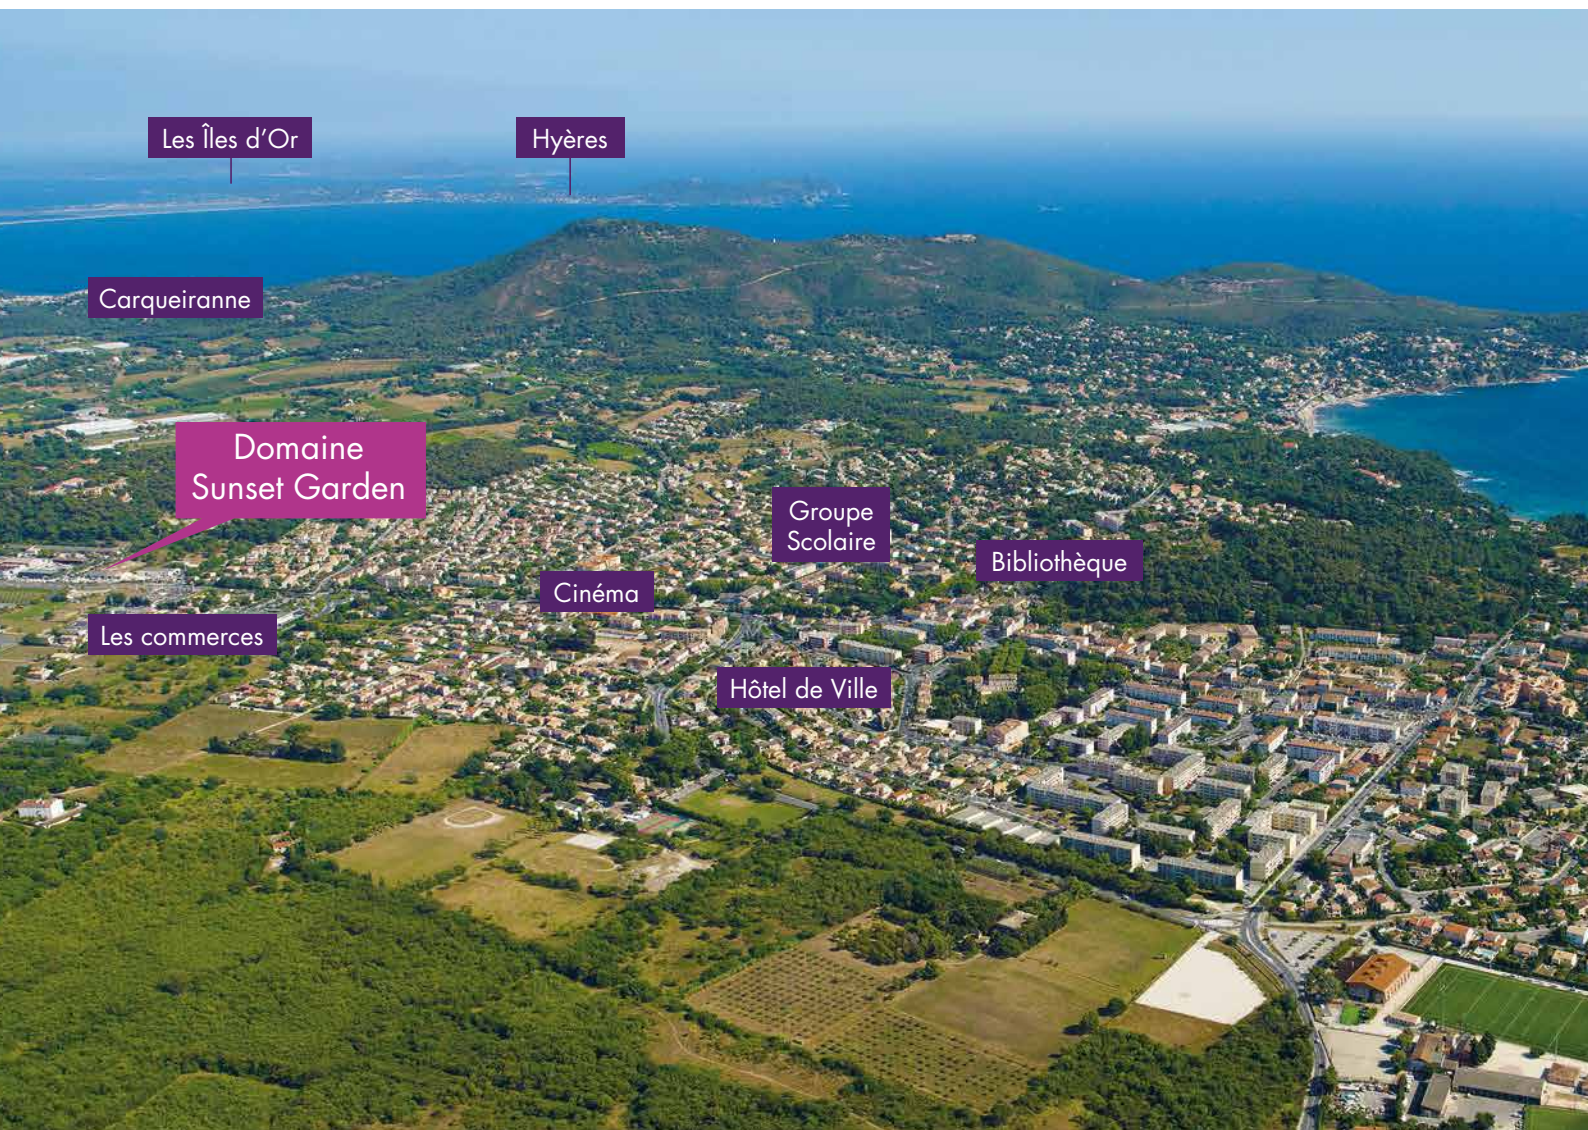 Les Îles d'Or
Hyères
Carqueiranne
Domaine
Sunset Garden
Groupe
Scolaire
Bibliothèque
Cinéma
Les commerces
Hôtel de Ville